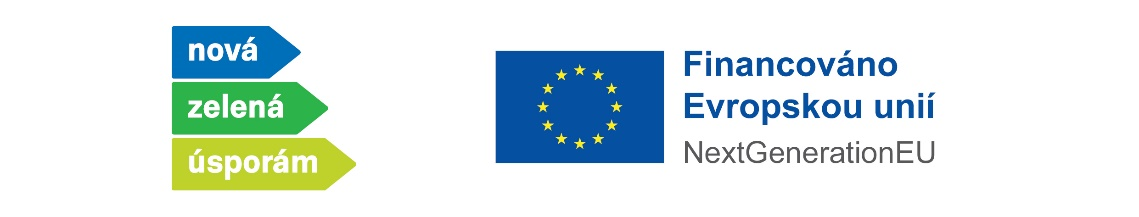 nová
zelená
úsporám
Financováno
Evropskou unií
NextGenerationEU